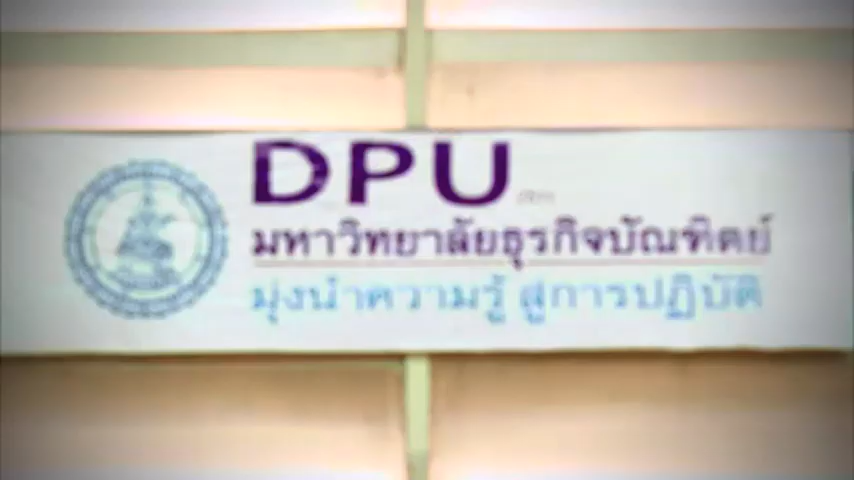 DPU
มหาวิทยาลัยธุรกิจบัณฑิตย์
มุ่งนำความรู้ สู่การปฏิบัติ